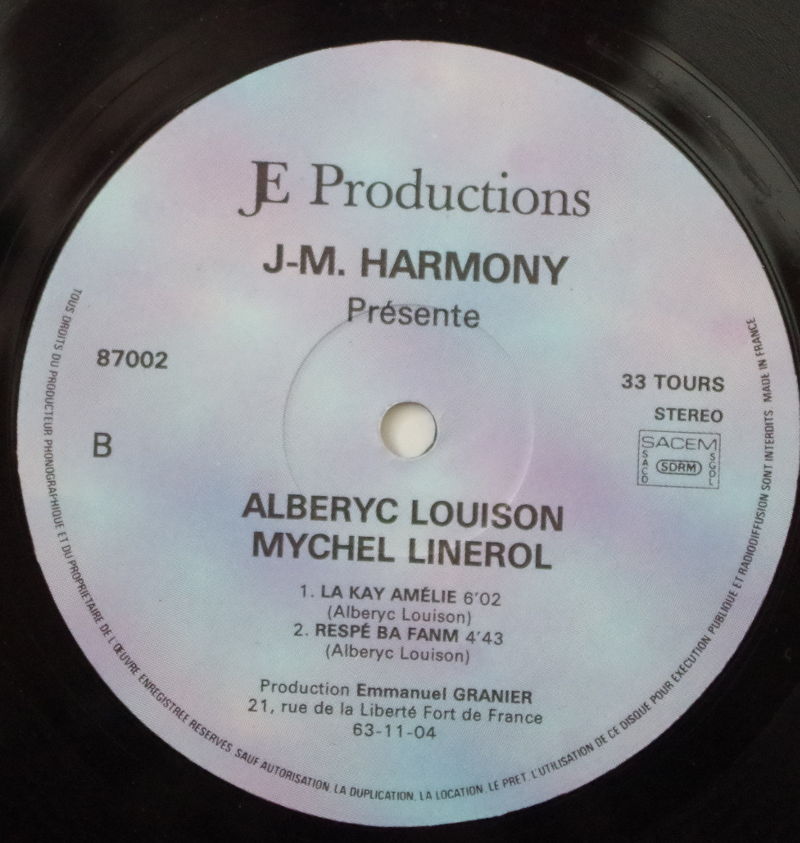 JE Productions
J-M. HARMONY
Présente
87002
33 TOURS
STEREO
B
SACEM
SACD
SDRM
SGDL
ALBERYC LOUISON
MYCHEL LINEROL
1. LA KAY AMÉLIE 6'02
(Alberyc Louison)
2. RESPÉ BA FANM 4'43
(Alberyc Louison)
Production Emmanuel GRANIER
21, rue de la Liberté Fort de France
63-11-04
TOUS DROITS DU PRODUCTEUR PHONOGRAPHIQUE ET DU PROPRIETAIRE DE L'ŒUVRE ENREGISTREE RESERVES SAUF AUTORISATION. LA DUPLICATION, LA LOCATION, LE PRET, L'UTILISATION DE CE DISQUE POUR EXECUTION PUBLIQUE ET RADIODIFFUSION SONT INTERDITS MADE IN FRANCE